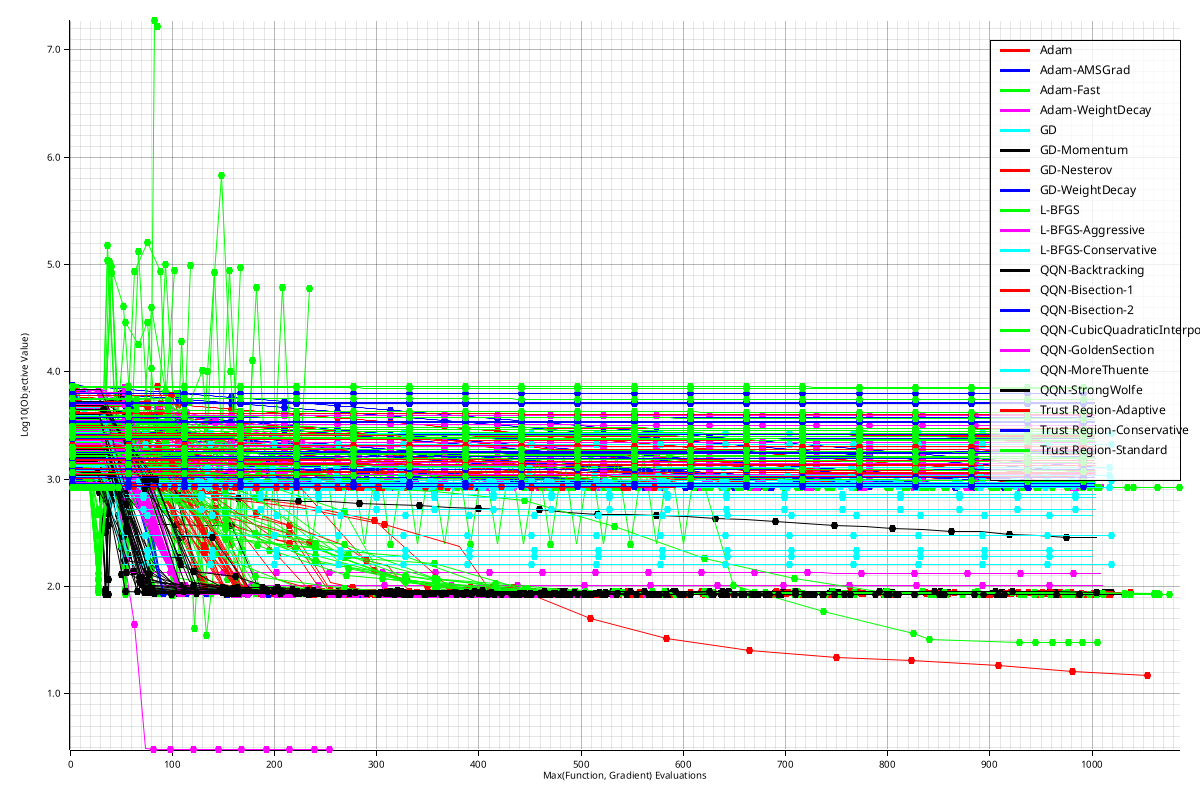 7.0
6.0
5.0
4.0
3.0
2.0
1.0
Log10(Objective Value)
0 100 200 300 400 500 600 700 800 900 1000
Max(Function, Gradient) Evaluations
Adam
Adam-AMSGrad
Adam-Fast
Adam-WeightDecay
GD
GD-Momentum
GD-Nesterov
GD-WeightDecay
L-BFGS
L-BFGS-Aggressive
L-BFGS-Conservative
QQN-Backtracking
QQN-Bisection-1
QQN-Bisection-2
QQN-CubicQuadraticInterpo
QQN-GoldenSection
QQN-MoreThuente
QQN-StrongWolfe
Trust Region-Adaptive
Trust Region-Conservative
Trust Region-Standard